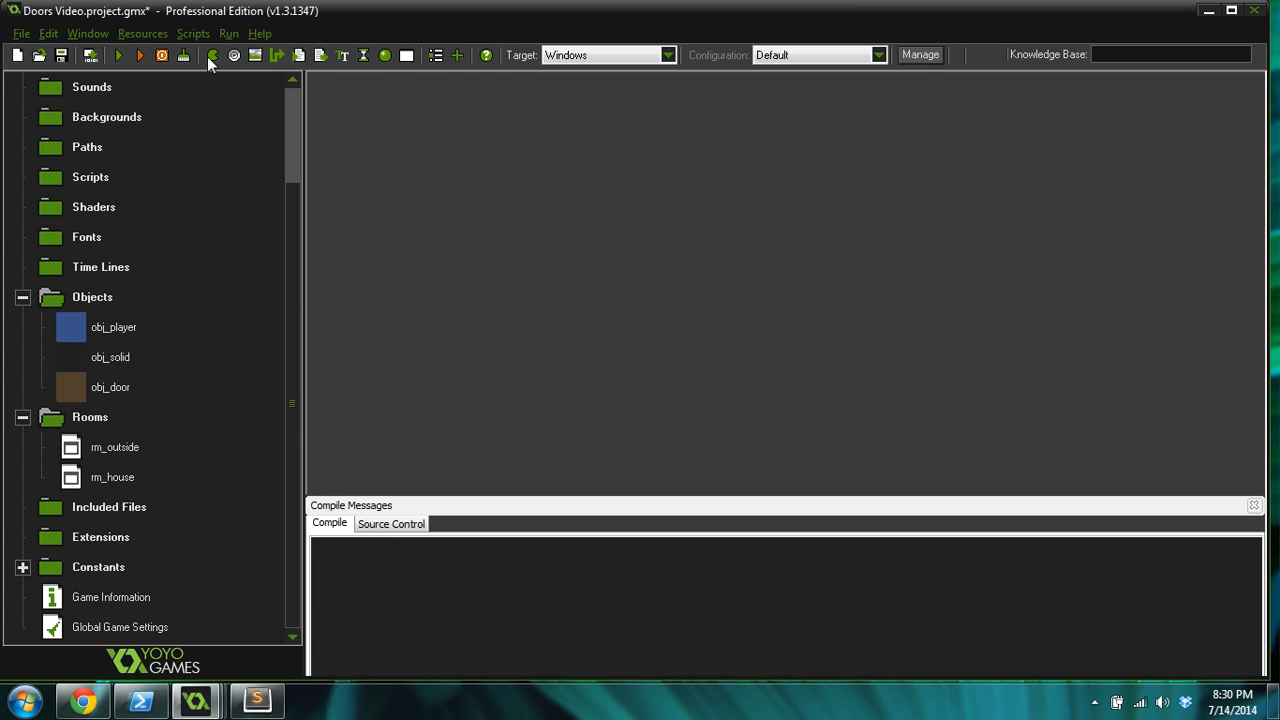 Doors Video.project.gmx* - Professional Edition (v1.3.1347)
File Edit Window Resources Scripts Run Help
Target: Windows Configuration: Default Manage Knowledge Base:
Sounds
Backgrounds
Paths
Scripts
Shaders
Fonts
Time Lines
Objects
obj_player
obj_solid
obj_door
Rooms
rm_outside
rm_house
Included Files
Extensions
Constants
Game Information
Global Game Settings
YOYO
GAMES
Compile Messages
Compile Source Control
8:30 PM
7/14/2014